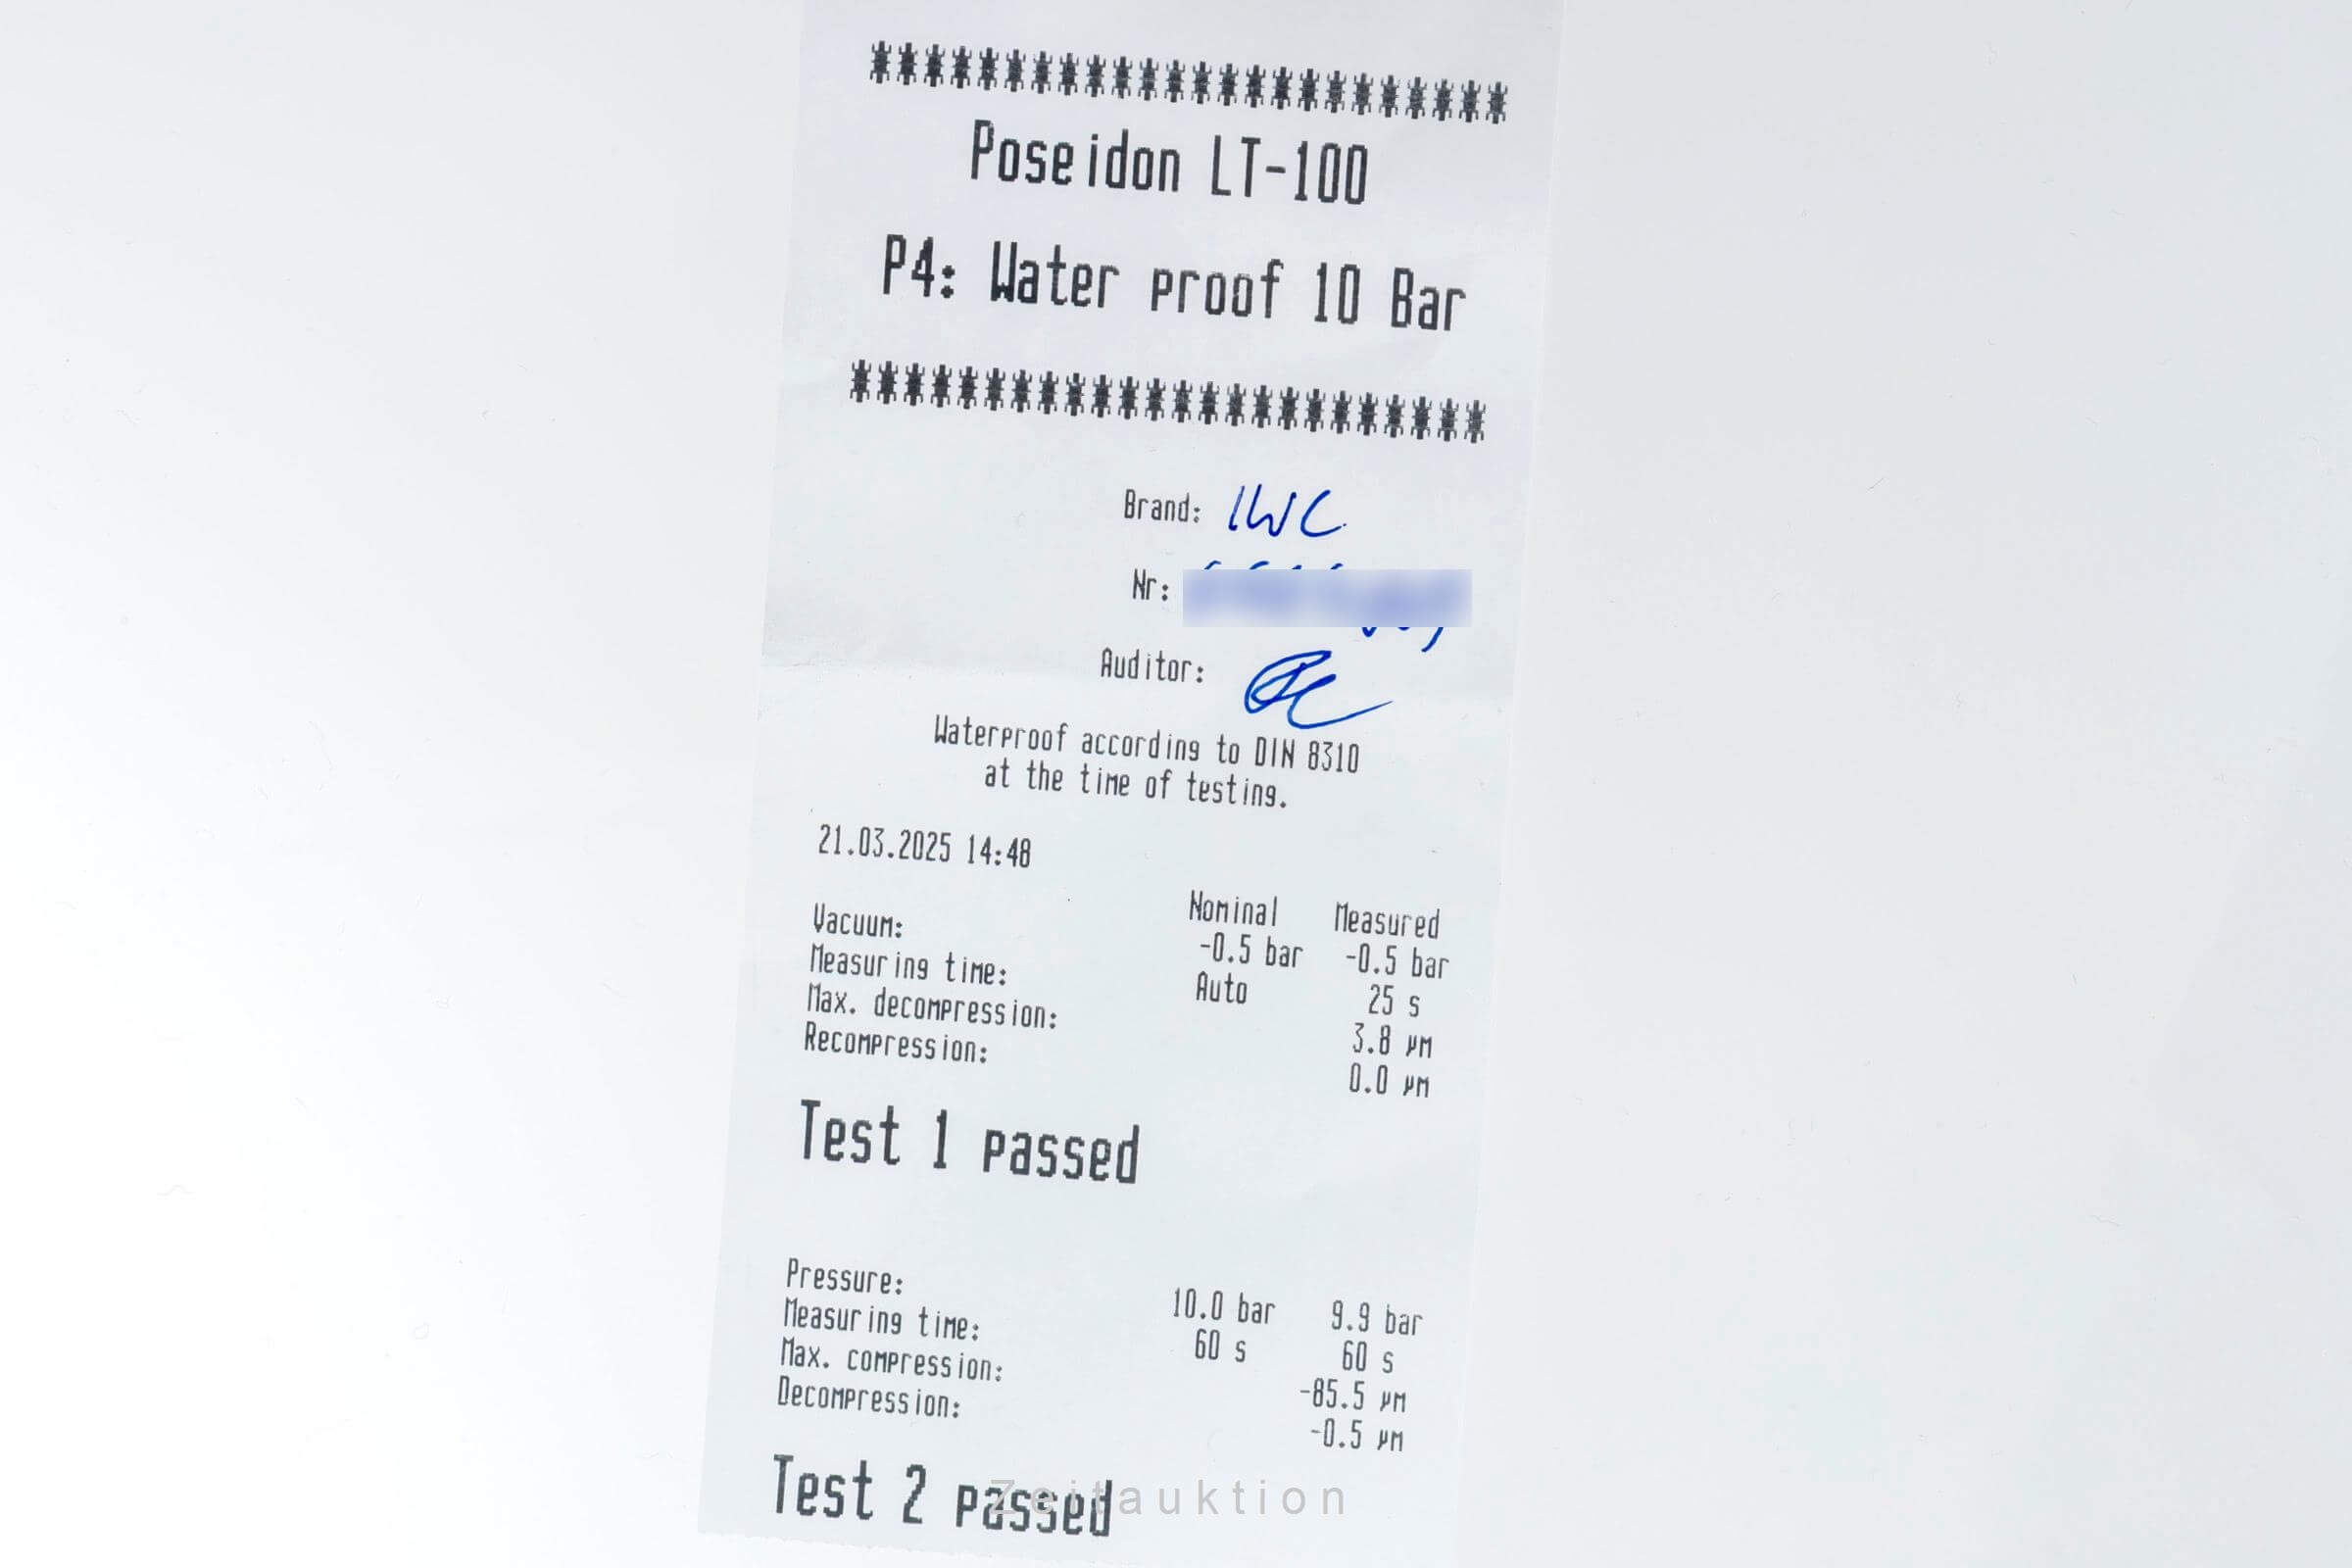 ************************
Poseidon LT-100
P4: Water proof 10 Bar
************************
Brand: IWC
Nr:
Auditor:
Waterproof according to DIN 8310
at the time of testing.
21.03.2025 14:48
Nominal Measured
Vacuum: -0.5 bar -0.5 bar
Measuring time: Auto 25 s
Max. decompression: 3.8 µm
Recompression: 0.0 µm
Test 1 passed
Pressure: 10.0 bar 9.9 bar
Measuring time: 60 s 60 s
Max. compression: -85.5 µm
Decompression: -0.5 µm
Test 2 passed
Zeitauktion